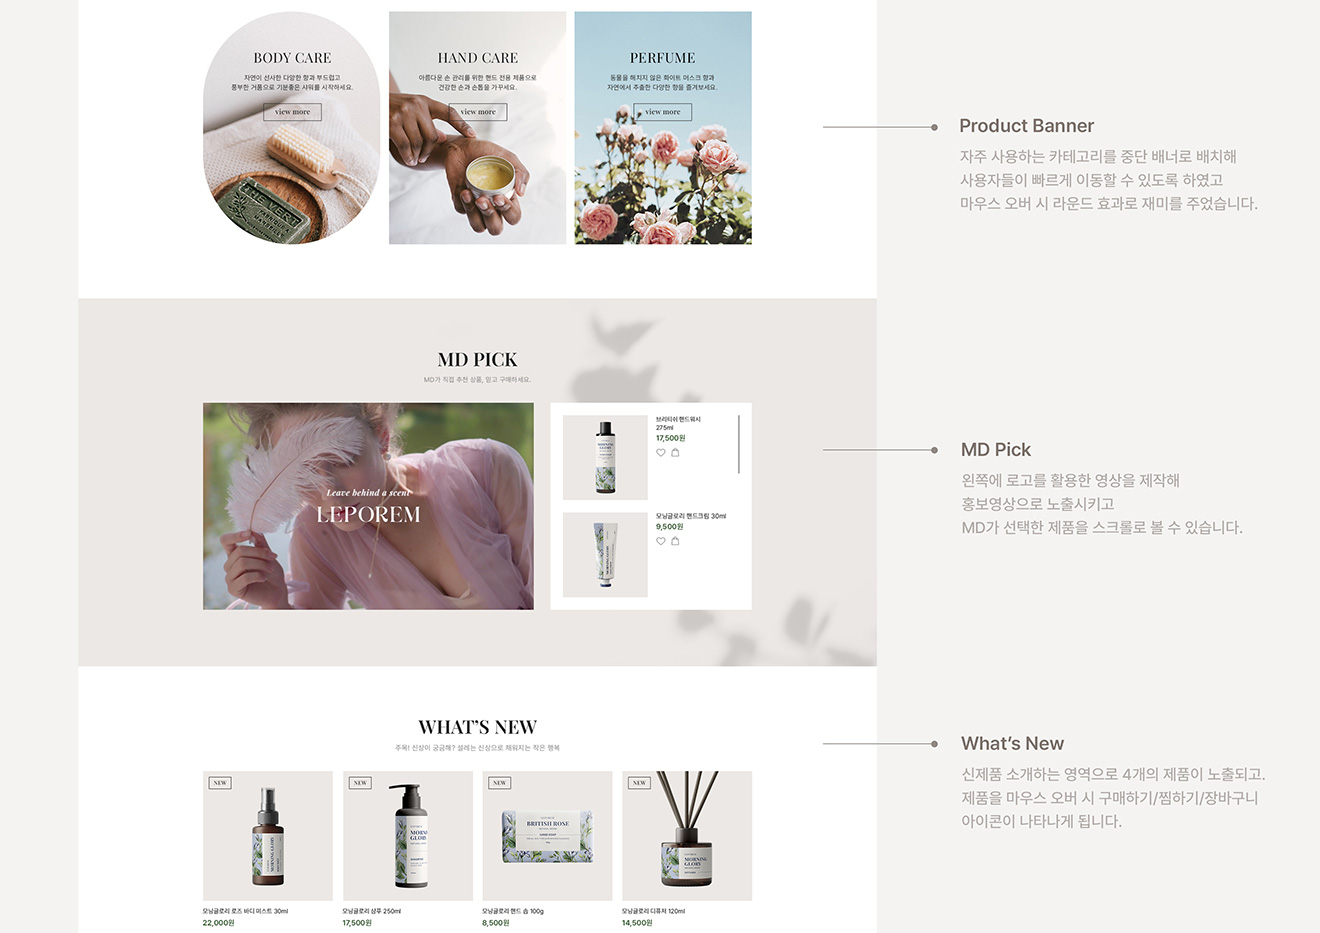 BODY CARE
자연이 선사한 다양한 향과 부드럽고
풍부한 거품으로 기분좋은 샤워를 시작하세요.
view more
THE VERT
HAND CARE
아름다운 손 관리를 위한 핸드 전용 제품으로
건강한 손과 손톱을 가꾸세요.
view more
PERFUME
동물을 해치지 않은 화이트 머스크 향과
자연에서 추출한 다양한 향을 즐겨보세요.
view more
Product Banner
자주 사용하는 카테고리를 중단 배너로 배치해
사용자들이 빠르게 이동할 수 있도록 하였고
마우스 오버 시 라운드 효과로 재미를 주었습니다.
MD PICK
MD가 직접 추천 상품, 믿고 구매하세요.
Leave behind a scent
LEPOREM
브리티쉬 핸드워시
275ml
17,500원
MORNING
GLORY
모닝글로리 핸드크림 30ml
9,500원
MORNING
GLORY
MD Pick
왼쪽에 로고를 활용한 영상을 제작해
홍보영상으로 노출시키고
MD가 선택한 제품을 스크롤로 볼 수 있습니다.
WHAT'S NEW
주목! 신상이 궁금해? 설레는 신상으로 채워지는 작은 행복
NEW
MORNING
GLORY
모닝글로리 로즈 바디 미스트 30ml
22,000원
NEW
MORNI
GLORY
모닝글로리 샴푸 250ml
17,500원
NEW
BRITISH ROSE
HAND SOAP
모닝글로리 핸드 솝 100g
8,500원
NEW
MORNING
GLORY
모닝글로리 디퓨저 120ml
14,500원
What's New
신제품 소개하는 영역으로 4개의 제품이 노출되고.
제품을 마우스 오버 시 구매하기/찜하기/장바구니
아이콘이 나타나게 됩니다.